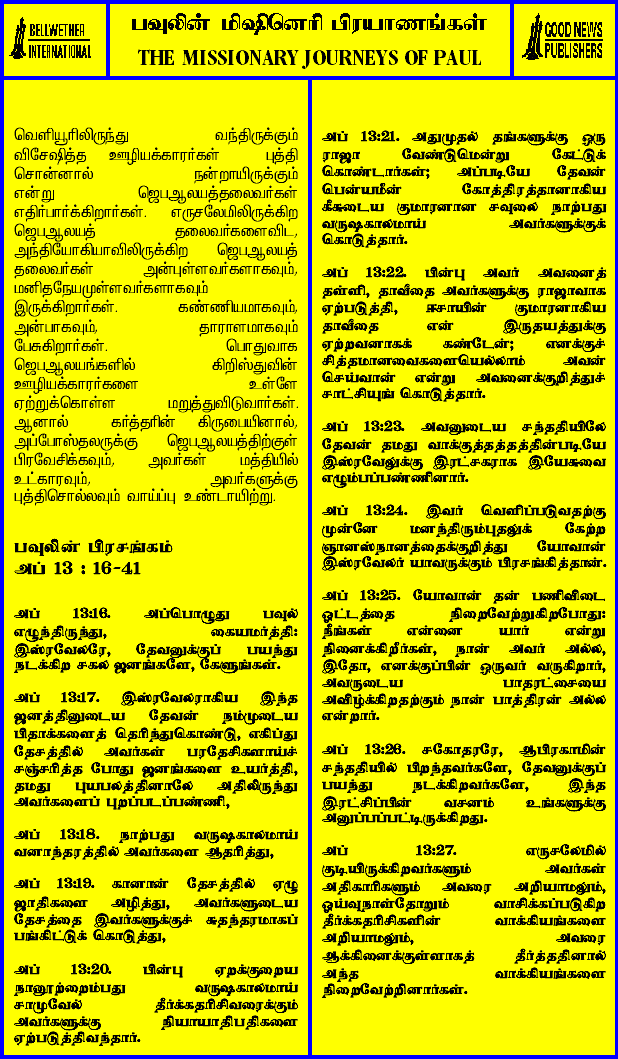 BELLWETHER
INTERNATIONAL
பவுலின் மிஷினெரி பிரயாணங்கள்
THE MISSIONARY JOURNEYS OF PAUL
GOOD NEWS
PUBLISHERS
வெளியூரிலிருந்து வந்திருக்கும்
விசேஷித்த ஊழியக்காரர்கள் புத்தி
சொன்னால் நன்றாயிருக்கும்
என்று ஜெபஆலயத்தலைவர்கள்
எதிர்பார்க்கிறார்கள். எருசலேமிலிருக்கிற
ஜெபஆலயத் தலைவர்களைவிட,
அந்தியோகியாவிலிருக்கிற ஜெபஆலயத்
தலைவர்கள் அன்புள்ளவர்களாகவும்,
மனிதநேயமுள்ளவர்களாகவும்
இருக்கிறார்கள். கண்ணியமாகவும்,
அன்பாகவும், தாராளமாகவும்
பேசுகிறார்கள். பொதுவாக
ஜெபஆலயங்களில் கிறிஸ்துவின்
ஊழியக்காரர்களை உள்ளே
ஏற்றுக்கொள்ள மறுத்துவிடுவார்கள்.
ஆனால் கர்த்தரின் கிருபையினால்,
அப்போஸ்தலருக்கு ஜெபஆலயத்திற்குள்
பிரவேசிக்கவும், அவர்கள் மத்தியில்
உட்காரவும், அவர்களுக்கு
புத்திசொல்லவும் வாய்ப்பு உண்டாயிற்று.
பவுலின் பிரசங்கம்
அப் 13 : 16-41
அப் 13:16. அப்பொழுது பவுல்
எழுந்திருந்து, கையமர்த்தி:
இஸ்ரவேலரே, தேவனுக்குப் பயந்து
நடக்கிற சகல ஜனங்களே, கேளுங்கள்.
அப் 13:17. இஸ்ரவேலராகிய இந்த
ஜனத்தினுடைய தேவன் நம்முடைய
பிதாக்களைத் தெரிந்துகொண்டு, எகிப்து
தேசத்தில் அவர்கள் பரதேசிகளாய்ச்
சஞ்சரித்த போது ஜனங்களை உயர்த்தி,
தமது புயபலத்தினாலே அதிலிருந்து
அவர்களைப் புறப்படப்பண்ணி,
அப் 13:18. நாற்பது வருஷகாலமாய்
வனாந்தரத்தில் அவர்களை ஆதரித்து,
அப் 13:19. கானான் தேசத்தில் ஏழு
ஜாதிகளை அழித்து, அவர்களுடைய
தேசத்தை இவர்களுக்குச் சுதந்தரமாகப்
பங்கிட்டுக் கொடுத்து,
அப் 13:20. பின்பு ஏறக்குறைய
நானூற்றைம்பது வருஷகாலமாய்
சாமுவேல் தீர்க்கதரிசிவரைக்கும்
அவர்களுக்கு நியாயாதிபதிகளை
ஏற்படுத்திவந்தார்.
அப் 13:21. அதுமுதல் தங்களுக்கு ஒரு
ராஜா வேண்டுமென்று கேட்டுக்
கொண்டார்கள்; அப்படியே தேவன்
பென்யமீன் கோத்திரத்தானாகிய
கீசுடைய குமாரனான சவுலை நாற்பது
வருஷகாலமாய் அவர்களுக்குக்
கொடுத்தார்.
அப் 13:22. பின்பு அவர் அவனைத்
தள்ளி, தாவீதை அவர்களுக்கு ராஜாவாக
ஏற்படுத்தி, ஈசாயின் குமாரனாகிய
தாவீதை என் இருதயத்துக்கு
ஏற்றவனாகக் கண்டேன்; எனக்குச்
சித்தமானவைகளையெல்லாம் அவன்
செய்வான் என்று அவனைக்குறித்துச்
சாட்சியுங் கொடுத்தார்.
அப் 13:23. அவனுடைய சந்ததியிலே
தேவன் தமது வாக்குத்தத்தத்தின்படியே
இஸ்ரவேலுக்கு இரட்சகராக இயேசுவை
எழும்பப்பண்ணினார்.
அப் 13:24. இவர் வெளிப்படுவதற்கு
முன்னே மனந்திரும்புதலுக் கேற்ற
ஞானஸ்நானத்தைக்குறித்து யோவான்
இஸ்ரவேலர் யாவருக்கும் பிரசங்கித்தான்.
அப் 13:25. யோவான் தன் பணிவிடை
ஓட்டத்தை நிறைவேற்றுகிறபோது:
நீங்கள் என்னை யார் என்று
நினைக்கிறீர்கள், நான் அவர் அல்ல,
இதோ, எனக்குப்பின் ஒருவர் வருகிறார்,
அவருடைய பாதரட்சையை
அவிழ்க்கிறதற்கும் நான் பாத்திரன் அல்ல
என்றார்.
அப் 13:26. சகோதரரே, ஆபிரகாமின்
சந்ததியில் பிறந்தவர்களே, தேவனுக்குப்
பயந்து நடக்கிறவர்களே, இந்த
இரட்சிப்பின் வசனம் உங்களுக்கு
அனுப்பப்பட்டிருக்கிறது.
அப் 13:27. எருசலேமில்
குடியிருக்கிறவர்களும் அவர்கள்
அதிகாரிகளும் அவரை அறியாமலும்,
ஓய்வுநாள்தோறும் வாசிக்கப்படுகிற
தீர்க்கதரிசிகளின் வாக்கியங்களை
அறியாமலும், அவரை
ஆக்கினைக்குள்ளாகத் தீர்த்ததினால்
அந்த வாக்கியங்களை
நிறைவேற்றினார்கள்.